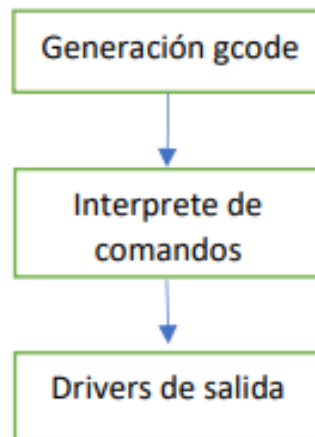 Generación gcode
Interprete de
comandos
Drivers de salida